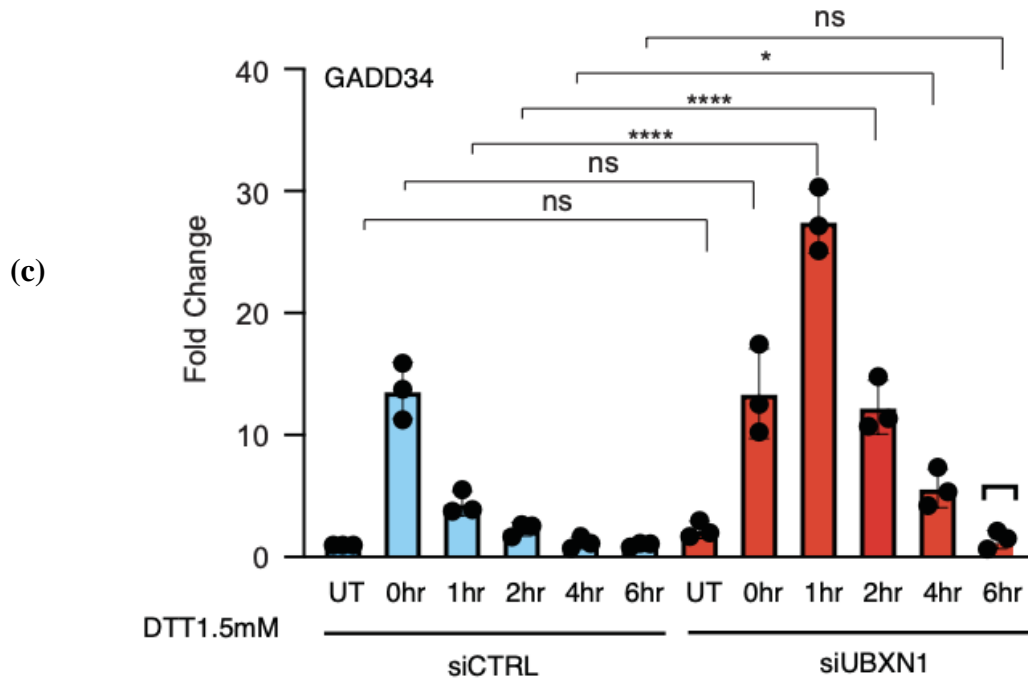 ns
*
40
GADD34
****
****
ns
30
ns
Fold Change
(c)
20
10
0
UT 0hr 1hr 2hr 4hr 6hr UT 0hr 1hr 2hr 4hr 6hr
DTT1.5mM
siCTRL siUBXN1